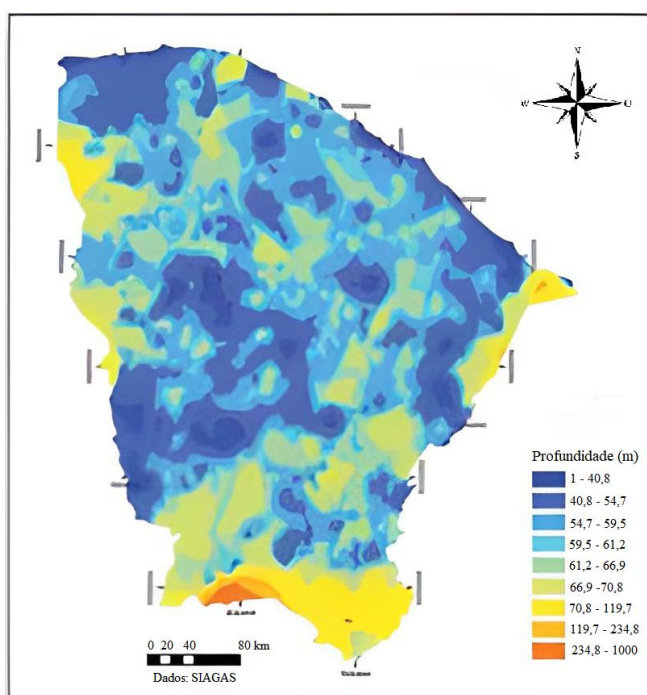 N
W
O
S
Profundidade (m)
1 - 40,8
40,8 - 54,7
54,7 - 59,5
59,5 - 61,2
61,2 - 66,9
66,9 - 70,8
70,8 - 119,7
119,7 - 234,8
234,8 - 1000
0 20 40 80 km
Dados: SIAGAS